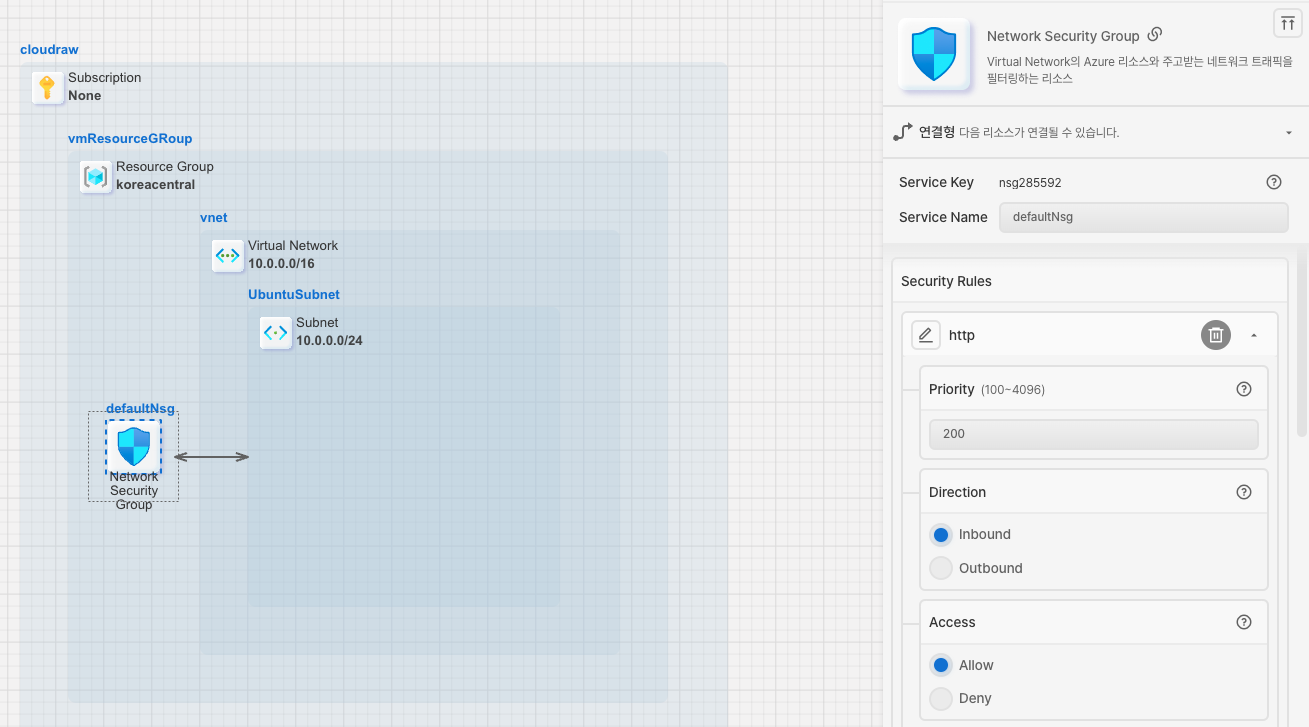 cloudraw
Subscription
None
vmResourceGRoup
Resource Group
koreacentral
vnet
Virtual Network
10.0.0.0/16
UbuntuSubnet
Subnet
10.0.0.0/24
defaultNsg
Network
Security
Group
Network Security Group
Virtual Network의 Azure 리소스와 주고받는 네트워크 트래픽을
필터링하는 리소스
연결형 다음 리소스가 연결될 수 있습니다.
Service Key nsg285592
Service Name defaultNsg
Security Rules
http
Priority (100~4096)
200
Direction
Inbound
Outbound
Access
Allow
Deny